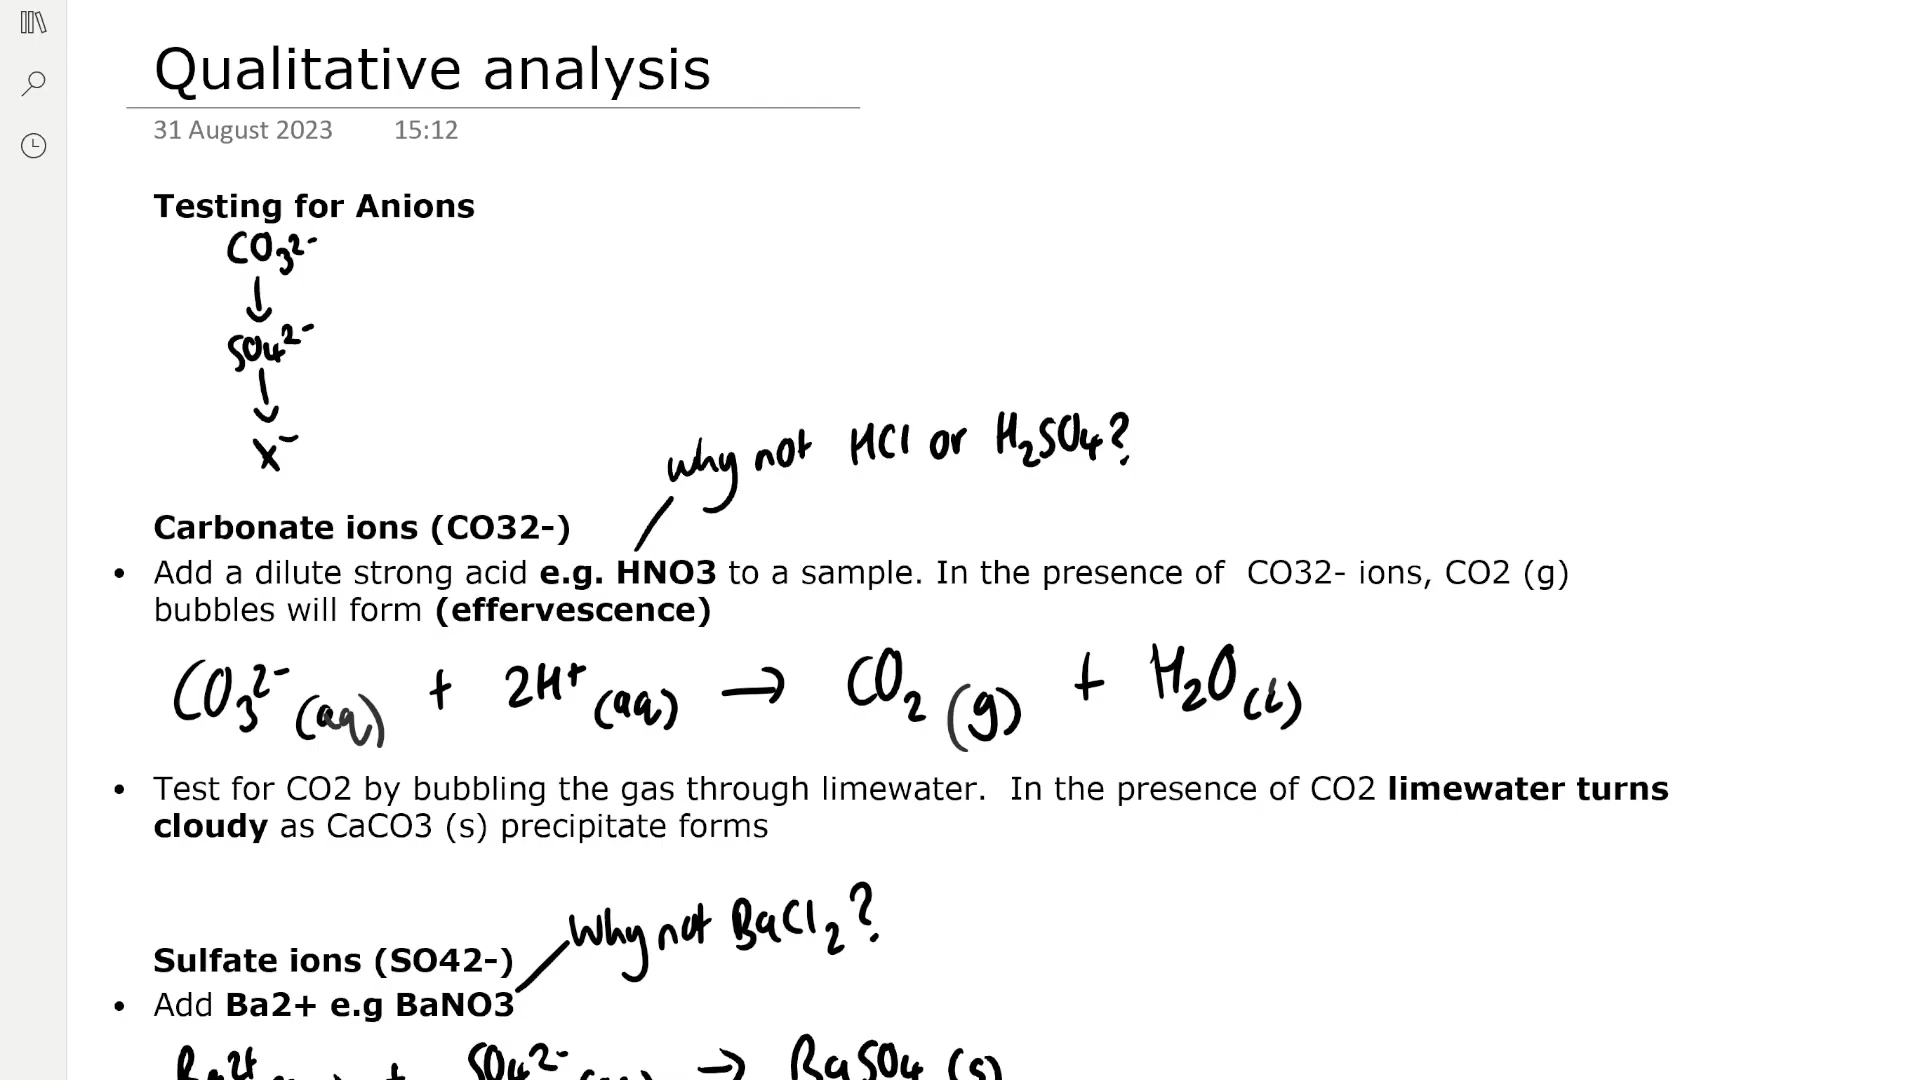 Qualitative analysis
31 August 2023 15:12
Testing for Anions
CO₃²⁻
↓
SO₄²⁻
↓
X⁻
why not HCl or H₂SO₄?
Carbonate ions (CO32-)
• Add a dilute strong acid e.g. HNO3 to a sample. In the presence of CO32- ions, CO2 (g)
bubbles will form (effervescence)
CO₃²⁻ (aq) + 2H⁺ (aq) → CO₂ (g) + H₂O (l)
• Test for CO2 by bubbling the gas through limewater. In the presence of CO2 limewater turns
cloudy as CaCO3 (s) precipitate forms
Why not BaCl₂?
Sulfate ions (SO42-)
• Add Ba2+ e.g BaNO3
Ba²⁺ + SO₄²⁻ → BaSO₄ (s)